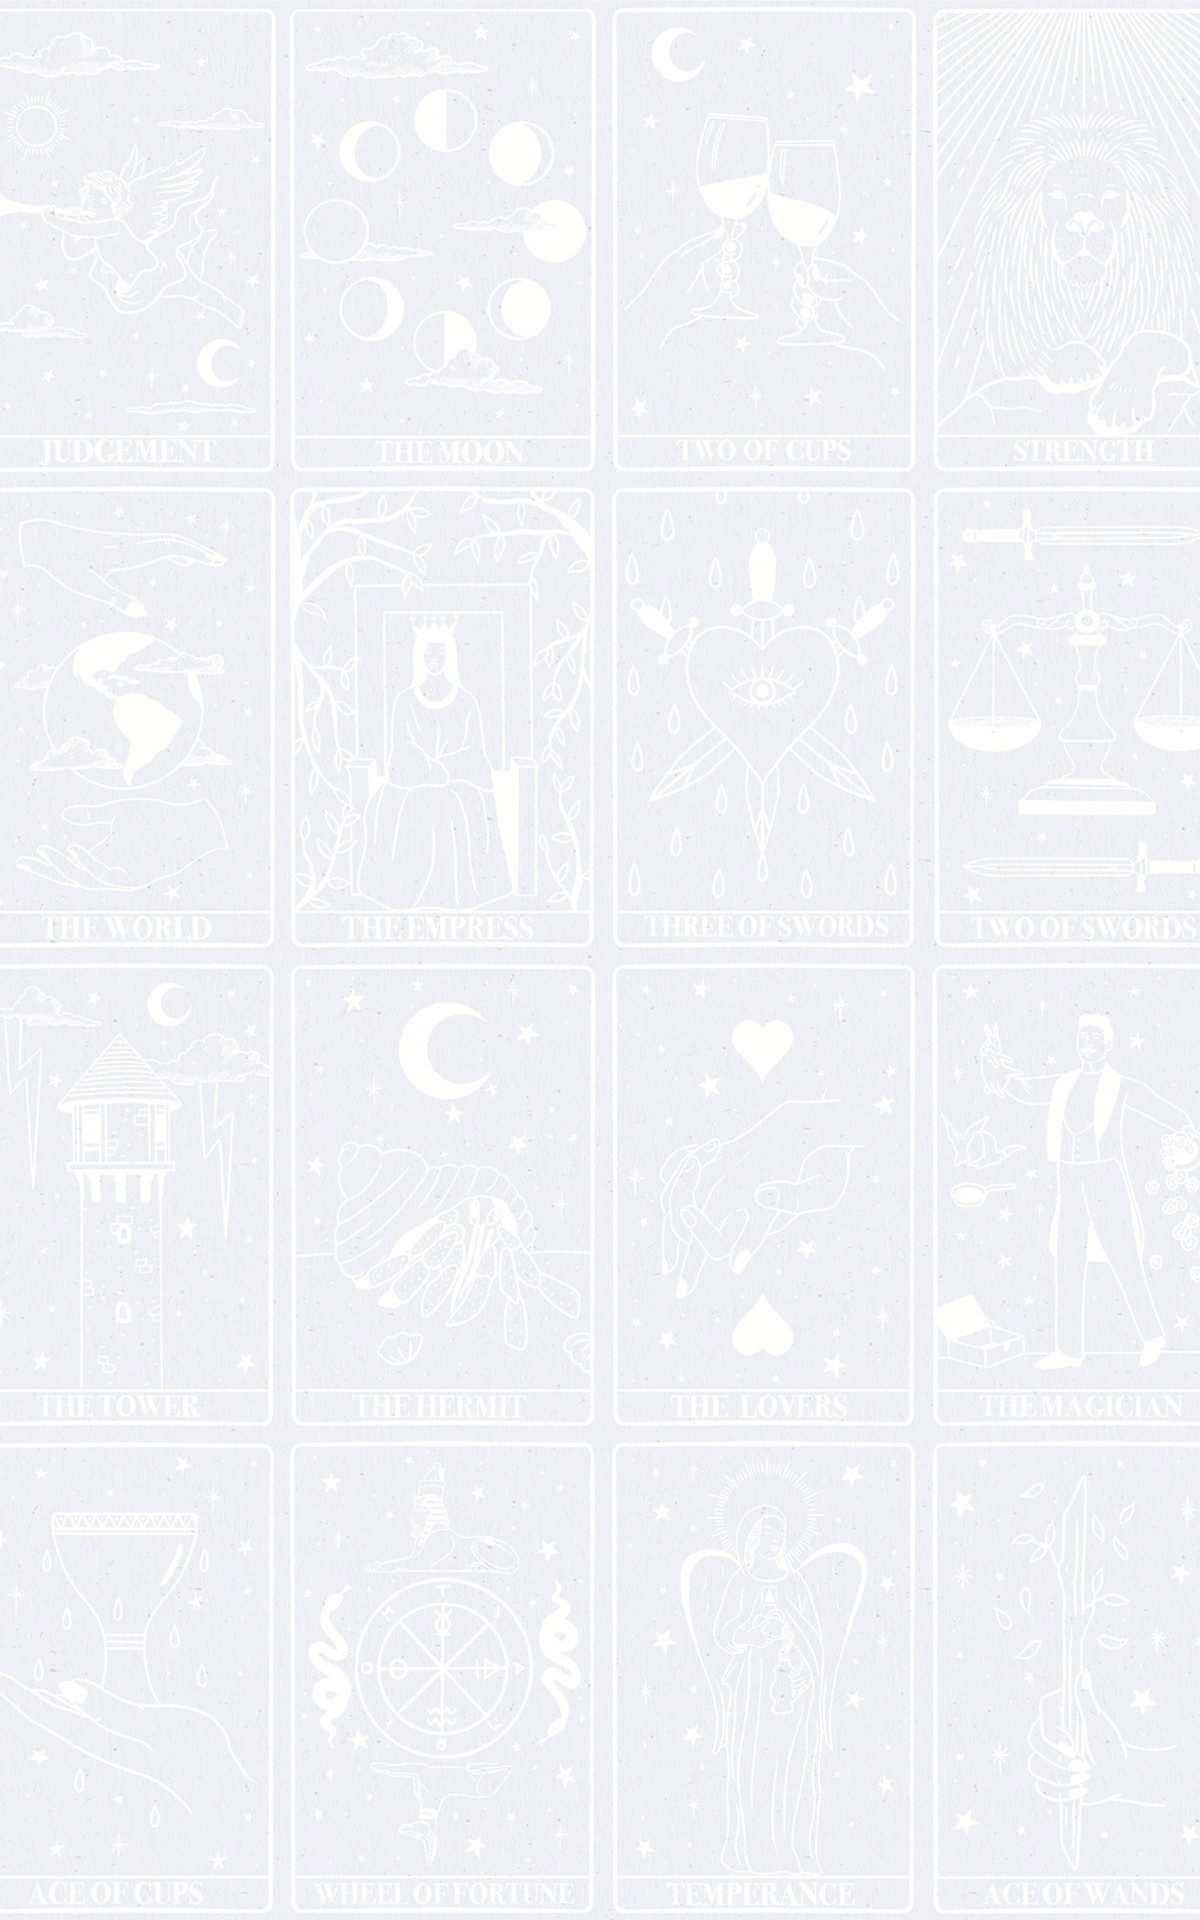 JUDGEMENT
THE MOON
TWO OF CUPS
STRENGTH
THE WORLD
THE EMPRESS
THREE OF SWORDS
TWO OF SWORDS
THE TOWER
THE HERMIT
THE LOVERS
THE MAGICIAN
ACE OF CUPS
WHEEL OF FORTUNE
TEMPERANCE
ACE OF WANDS